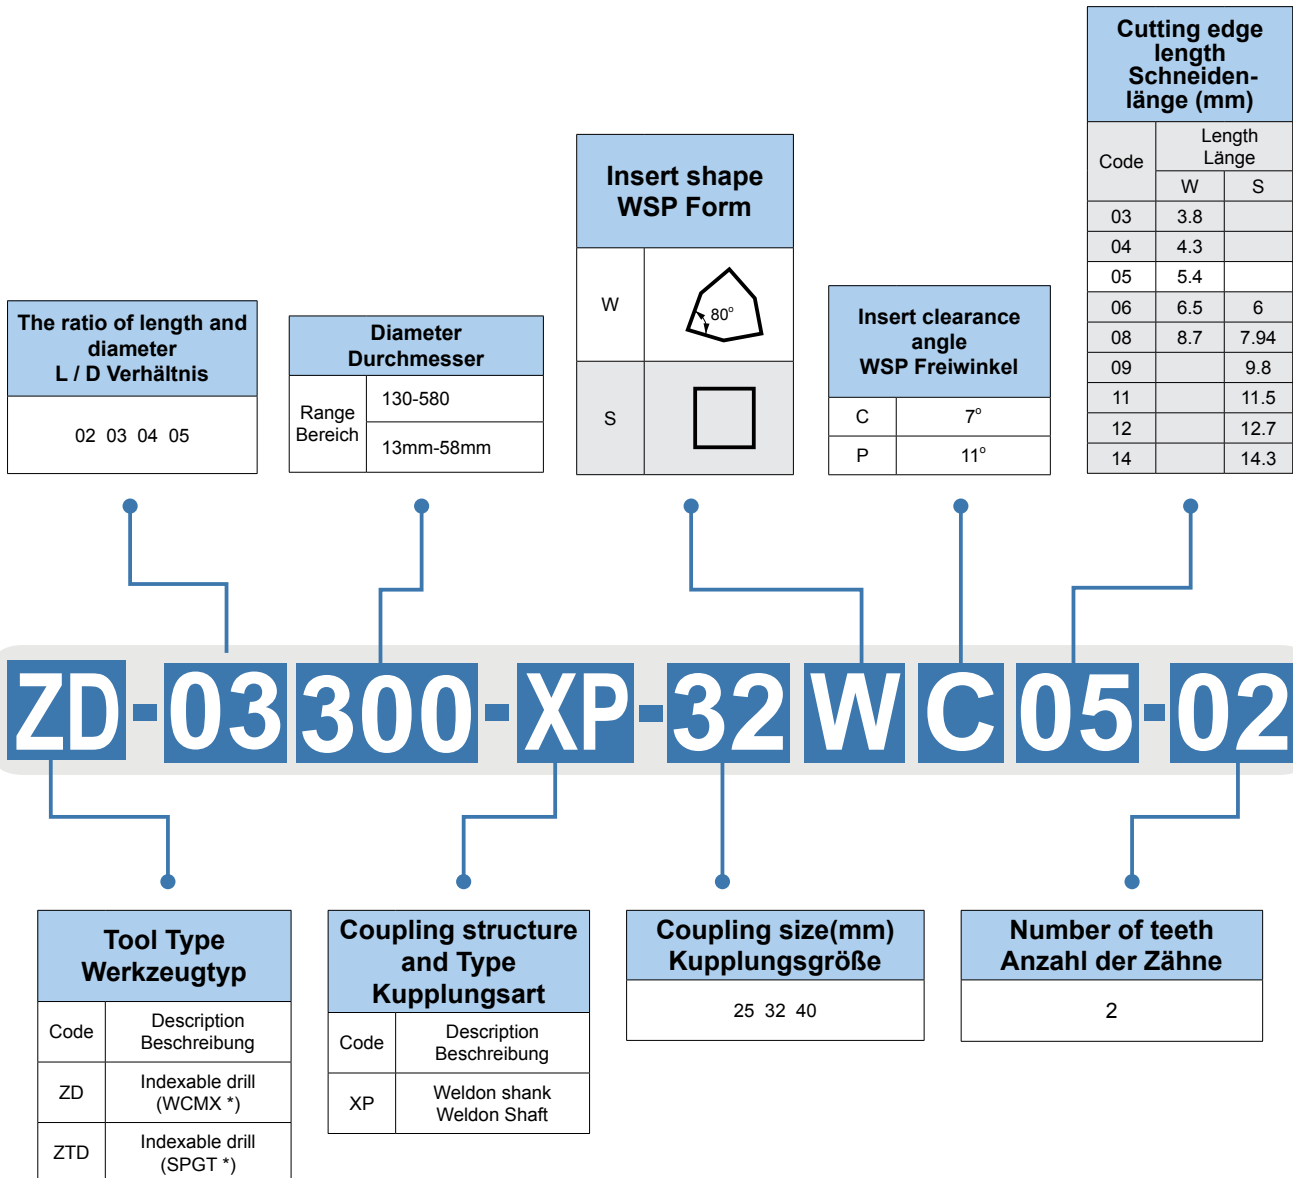 Cutting edge
length
Schneiden-
länge (mm)
Code
Length
Länge
W S
03 3.8
04 4.3
05 5.4
06 6.5 6
08 8.7 7.94
09 9.8
11 11.5
12 12.7
14 14.3
Insert shape
WSP Form
W 80°
S
Insert clearance
angle
WSP Freiwinkel
C 7°
P 11°
The ratio of length and
diameter
L / D Verhältnis
02 03 04 05
Diameter
Durchmesser
Range
Bereich
130-580
13mm-58mm
ZD-03 300-XP-32 W C 05-02
Tool Type
Werkzeugtyp
Code
Description
Beschreibung
ZD
Indexable drill
(WCMX *)
ZTD
Indexable drill
(SPGT *)
Coupling structure
and Type
Kupplungsart
Code
Description
Beschreibung
XP
Weldon shank
Weldon Shaft
Coupling size(mm)
Kupplungsgröße
25 32 40
Number of teeth
Anzahl der Zähne
2